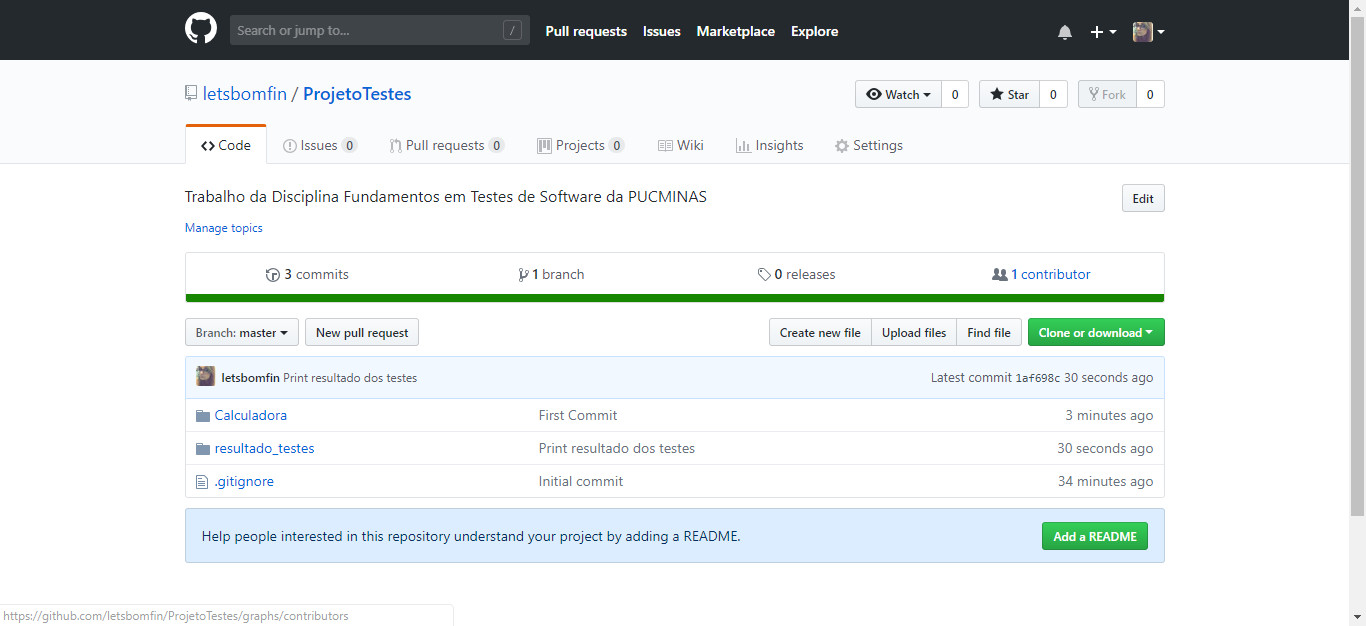 Search or jump to... / Pull requests Issues Marketplace Explore
letsbomfin / ProjetoTestes Watch 0 Star 0 Fork 0
Code Issues 0 Pull requests 0 Projects 0 Wiki Insights Settings
Trabalho da Disciplina Fundamentos em Testes de Software da PUCMINAS Edit
Manage topics
3 commits 1 branch 0 releases 1 contributor
Branch: master New pull request Create new file Upload files Find file Clone or download
letsbomfin Print resultado dos testes Latest commit 1af698c 30 seconds ago
Calculadora First Commit 3 minutes ago
resultado_testes Print resultado dos testes 30 seconds ago
.gitignore Initial commit 34 minutes ago
Help people interested in this repository understand your project by adding a README. Add a README
https://github.com/letsbomfin/ProjetoTestes/graphs/contributors